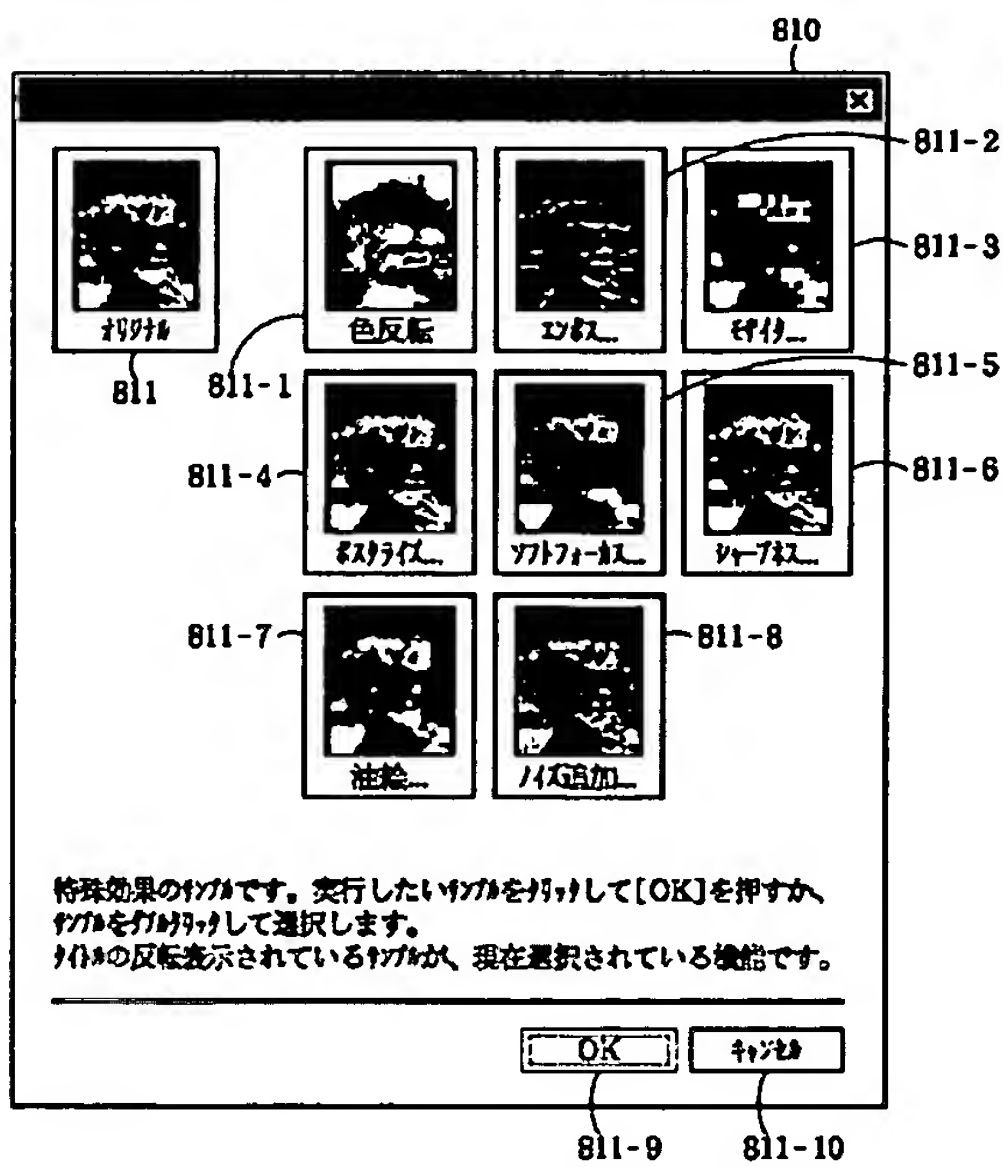 810
811-2
811-3
オリジナル
色反転
エンボス...
モザイク...
811
811-1
811-5
811-4
811-6
ポスタライズ...
ソフトフォーカス...
シャープネス...
811-7
811-8
油絵...
ノイズ追加...
特殊効果のサンプルです。実行したいサンプルをクリックして[OK]を押すか、
サンプルをダブルクリックして選択します。
タイトルの反転表示されているサンプルが、現在選択されている機能です。
OK
キャンセル
811-9
811-10